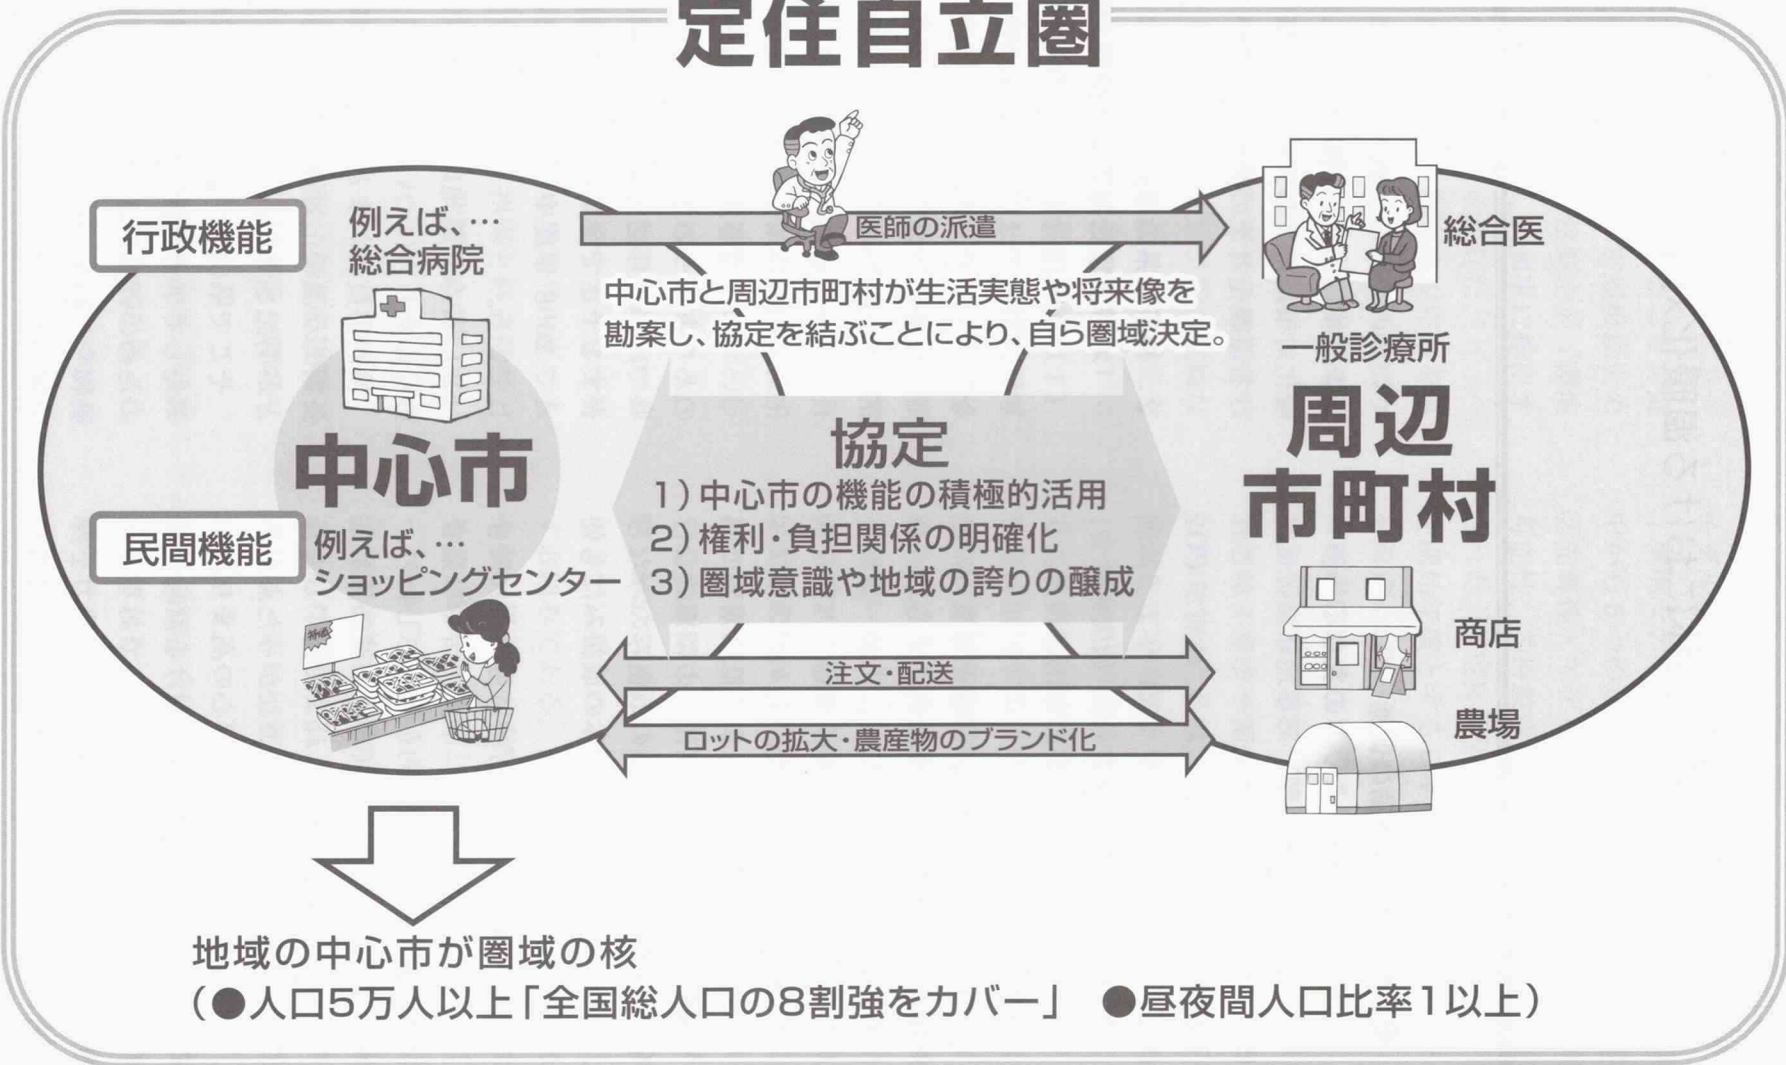 定住自立圏
行政機能
例えば、…
総合病院
医師の派遣
総合医
一般診療所
中心市と周辺市町村が生活実態や将来像を
勘案し、協定を結ぶことにより、自ら圏域決定。
中心市
周辺
市町村
協定
1）中心市の機能の積極的活用
2）権利・負担関係の明確化
3）圏域意識や地域の誇りの醸成
民間機能
例えば、…
ショッピングセンター
商店
農場
注文・配送
ロットの拡大・農産物のブランド化
地域の中心市が圏域の核
（●人口5万人以上「全国総人口の8割強をカバー」　●昼夜間人口比率1以上）